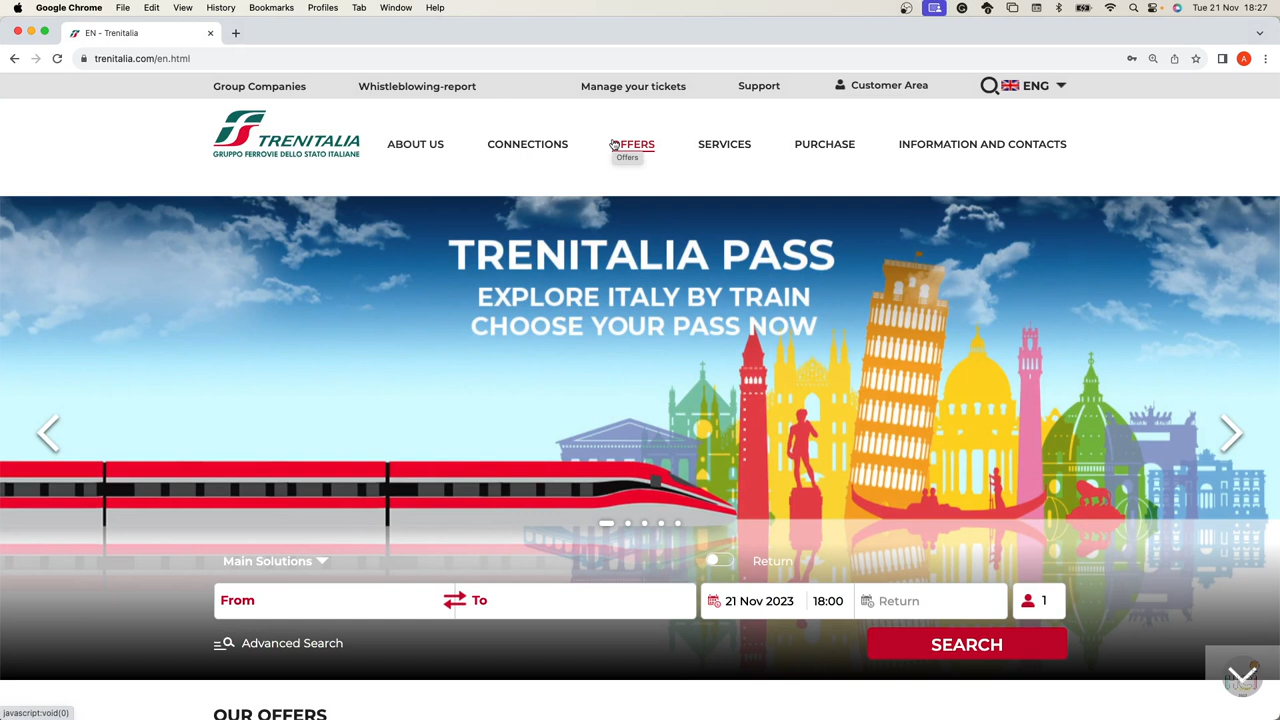 Google Chrome File Edit View History Bookmarks Profiles Tab Window Help Tue 21 Nov 18:27
EN - Trenitalia
trenitalia.com/en.html A
Group Companies Whistleblowing-report Manage your tickets Support Customer Area ENG
TRENITALIA
GRUPPO FERROVIE DELLO STATO ITALIANE
ABOUT US CONNECTIONS OFFERS SERVICES PURCHASE INFORMATION AND CONTACTS
Offers
TRENITALIA PASS
EXPLORE ITALY BY TRAIN
CHOOSE YOUR PASS NOW
Main Solutions Return
From To 21 Nov 2023 18:00 Return 1
Advanced Search SEARCH
javascript:void(0)
OUR OFFERS